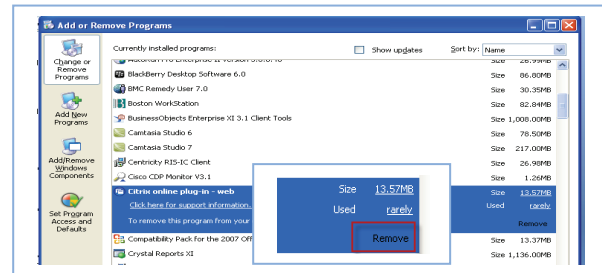 Add or Remove Programs
Change or
Remove
Programs
Currently installed programs:
Show updates
Sort by: Name
Size 26.99MB
BlackBerry Desktop Software 6.0 Size 86.80MB
BMC Remedy User 7.0 Size 30.35MB
Boston WorkStation Size 82.84MB
Add New
Programs
BusinessObjects Enterprise XI 3.1 Client Tools Size 1,008.00MB
Camtasia Studio 6 Size 78.50MB
Camtasia Studio 7 Size 217.00MB
Add/Remove
Windows
Components
Centricity RIS-IC Client Size 26.98MB
Cisco CDP Monitor V3.1 Size 1.26MB
Citrix online plug-in - web Size 13.57MB
Click here for support information. Used rarely
Set Program
Access and
Defaults
To remove this program from your Remove
Size 13.57MB
Used rarely
Remove
Compatibility Pack for the 2007 Off Size 13.37MB
Crystal Reports XI Size 1,136.00MB